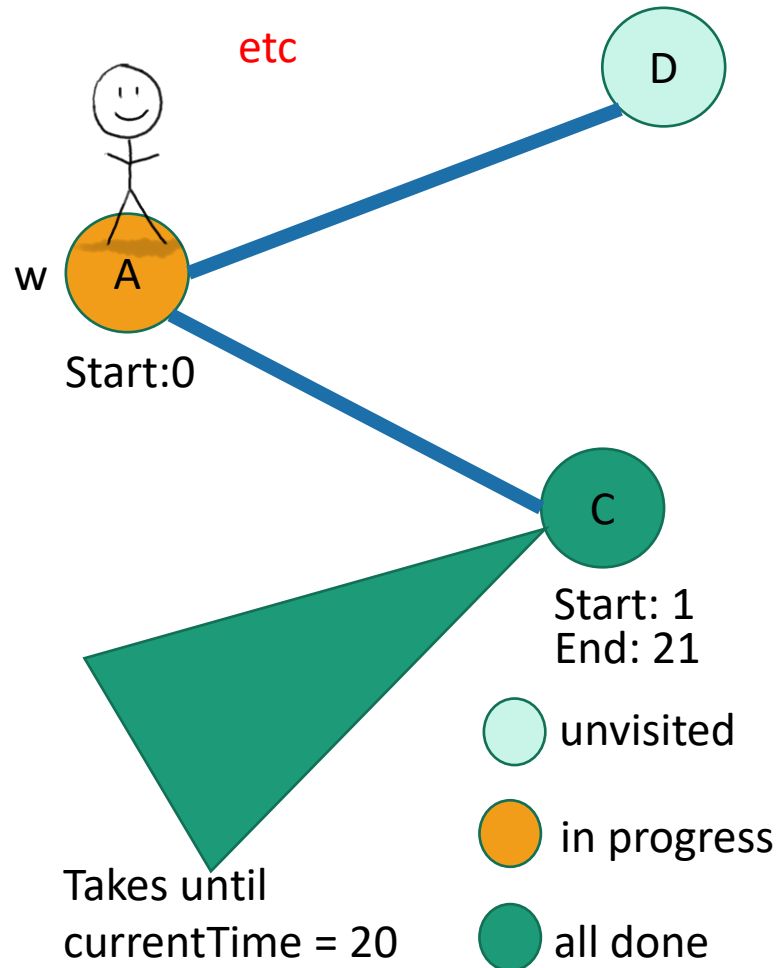 etc
D
w
A
Start:0
C
Start: 1
End: 21
unvisited
in progress
Takes until
currentTime = 20
all done